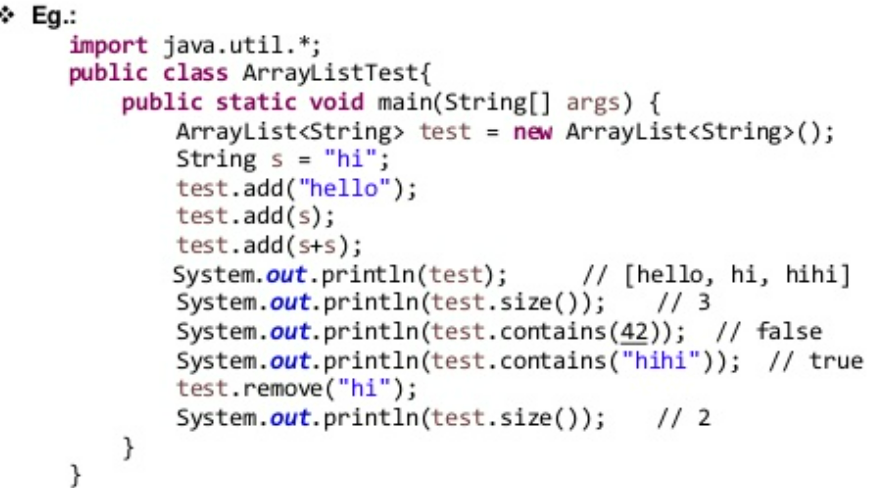 ❖ Eg.:
import java.util.*;
public class ArrayListTest{
public static void main(String[] args) {
ArrayList<String> test = new ArrayList<String>();
String s = "hi";
test.add("hello");
test.add(s);
test.add(s+s);
System.out.println(test); // [hello, hi, hihi]
System.out.println(test.size()); // 3
System.out.println(test.contains(42)); // false
System.out.println(test.contains("hihi")); // true
test.remove("hi");
System.out.println(test.size()); // 2
}
}